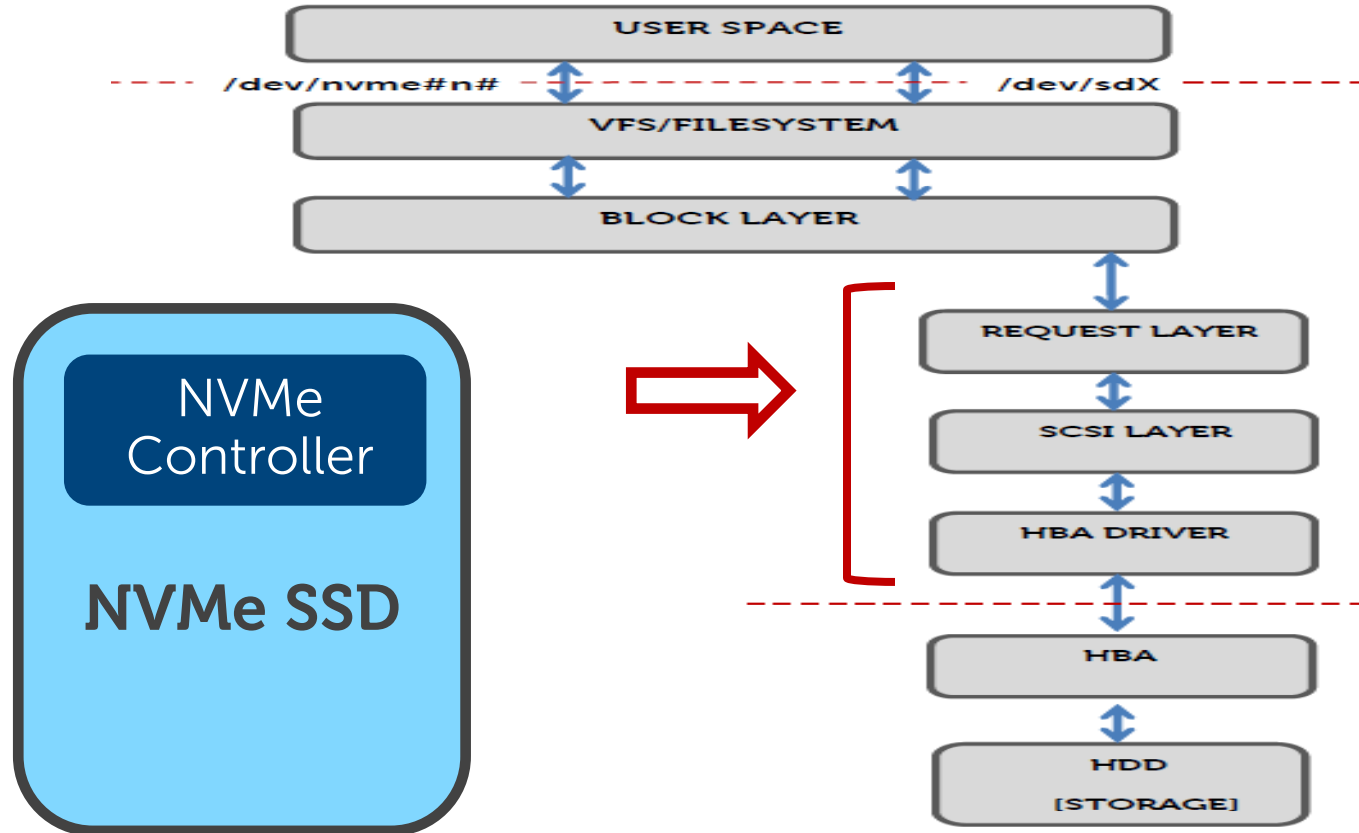 USER SPACE
/dev/nvme#n#
/dev/sdX
VFS/FILESYSTEM
BLOCK LAYER
REQUEST LAYER
SCSI LAYER
HBA DRIVER
HBA
HDD
[STORAGE]
NVMe
Controller
NVMe SSD